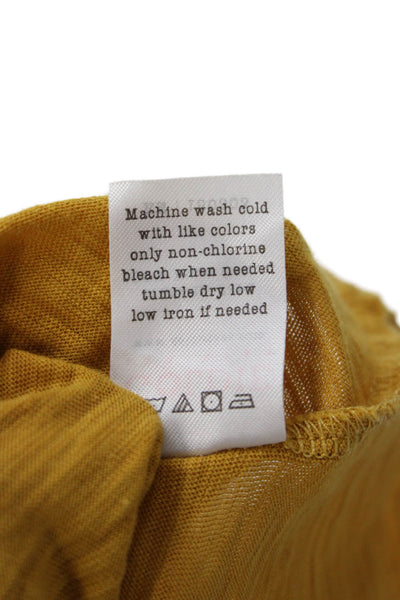 Machine wash cold
with like colors
only non-chlorine
bleach when needed
tumble dry low
low iron if needed